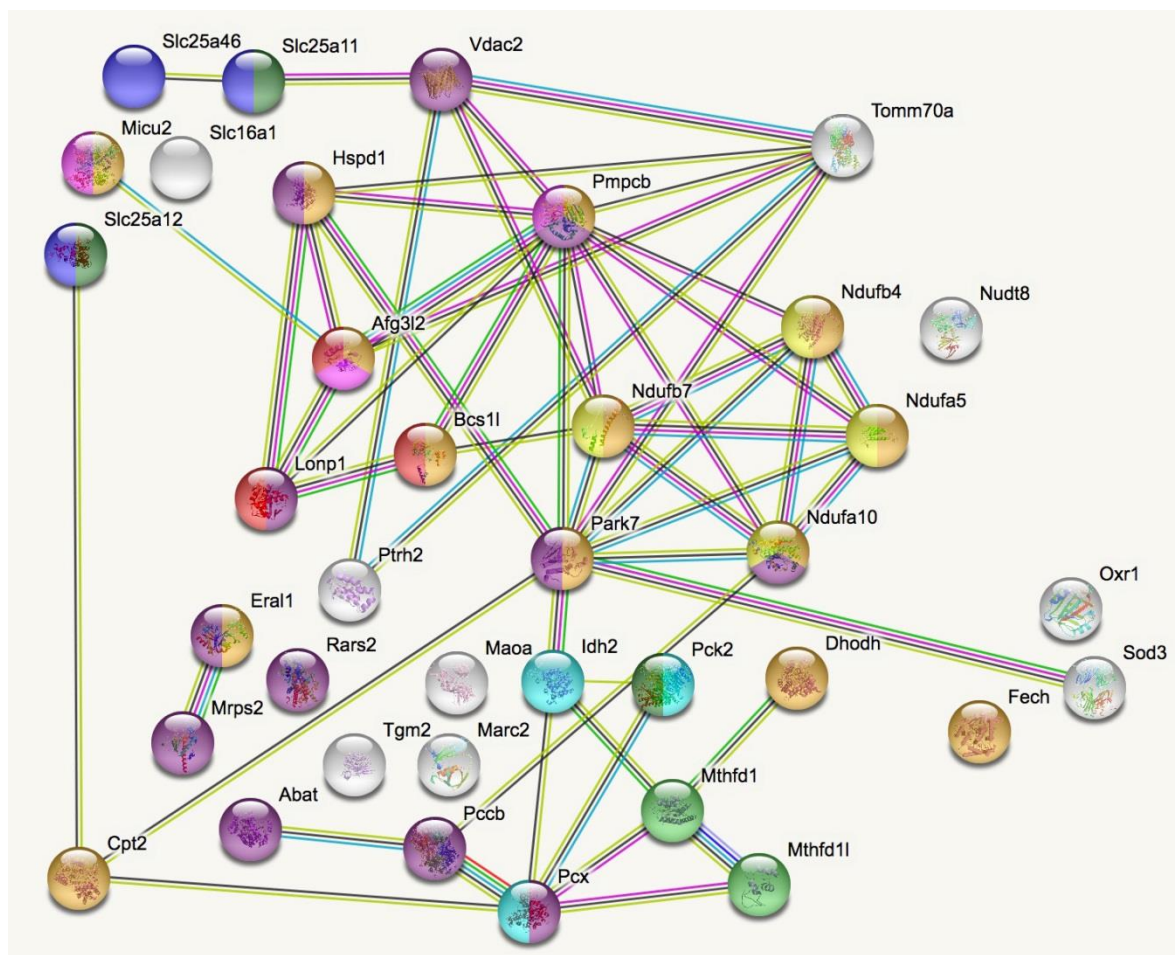 Slc25a46
Slc25a11
Vdac2
Tomm70a
Micu2
Slc16a1
Hspd1
Pmpcb
Slc25a12
Ndufb4
Nudt8
Afg3l2
Ndufb7
Ndufa5
Bcs1l
Lonp1
Park7
Ndufa10
Ptrh2
Oxr1
Eral1
Rars2
Maoa
Idh2
Pck2
Dhodh
Sod3
Mrps2
Fech
Tgm2
Marc2
Mthfd1
Abat
Pccb
Cpt2
Pcx
Mthfd1l